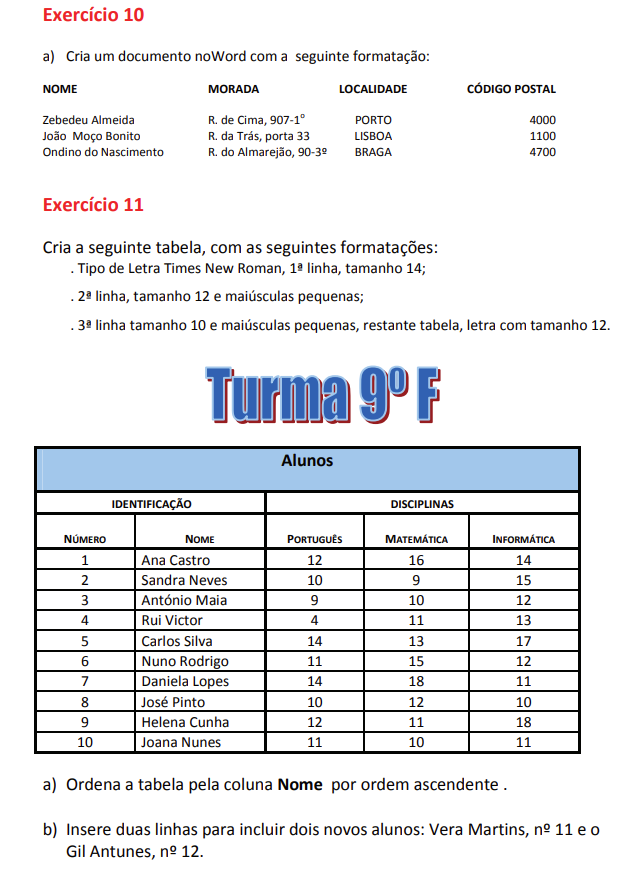 Exercício 10
a) Cria um documento noWord com a seguinte formatação:
NOME MORADA LOCALIDADE CÓDIGO POSTAL
Zebedeu Almeida R. de Cima, 907-1º PORTO 4000
João Moço Bonito R. da Trás, porta 33 LISBOA 1100
Ondino do Nascimento R. do Almarejão, 90-3º BRAGA 4700
Exercício 11
Cria a seguinte tabela, com as seguintes formatações:
. Tipo de Letra Times New Roman, 1ª linha, tamanho 14;
. 2ª linha, tamanho 12 e maiúsculas pequenas;
. 3ª linha tamanho 10 e maiúsculas pequenas, restante tabela, letra com tamanho 12.
Turma 9º F
Alunos
IDENTIFICAÇÃO DISCIPLINAS
NÚMERO NOME PORTUGUÊS MATEMÁTICA INFORMÁTICA
1 Ana Castro 12 16 14
2 Sandra Neves 10 9 15
3 António Maia 9 10 12
4 Rui Victor 4 11 13
5 Carlos Silva 14 13 17
6 Nuno Rodrigo 11 15 12
7 Daniela Lopes 14 18 11
8 José Pinto 10 12 10
9 Helena Cunha 12 11 18
10 Joana Nunes 11 10 11
a) Ordena a tabela pela coluna Nome por ordem ascendente .
b) Insere duas linhas para incluir dois novos alunos: Vera Martins, nº 11 e o
Gil Antunes, nº 12.